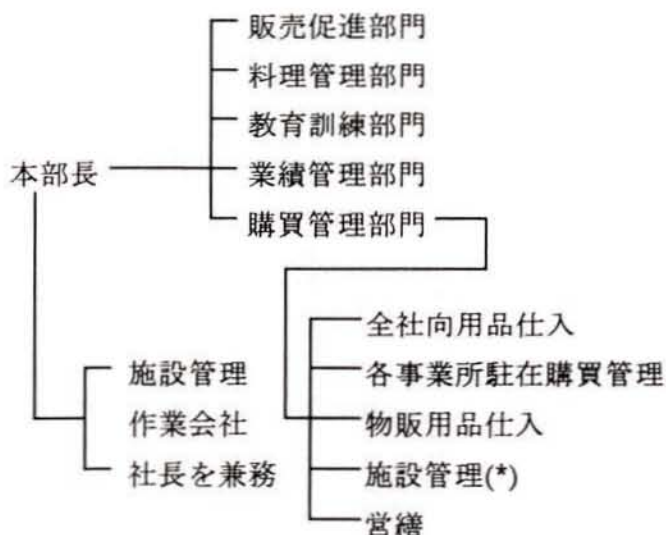 販売促進部門
料理管理部門
教育訓練部門
本部長
業績管理部門
購買管理部門
全社向用品仕入
施設管理
各事業所駐在購買管理
作業会社
物販用品仕入
社長を兼務
施設管理(*)
営繕